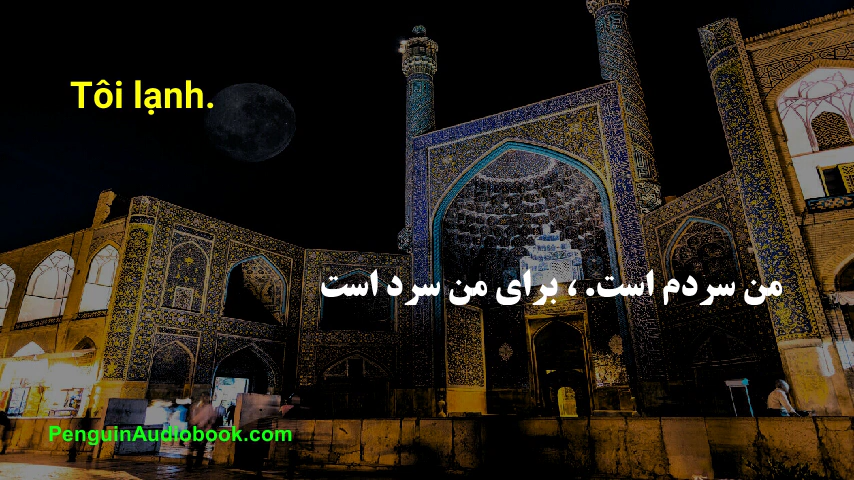 Tôi lạnh.
من سردم است. ، برای من سرد است
PenguinAudiobook.com